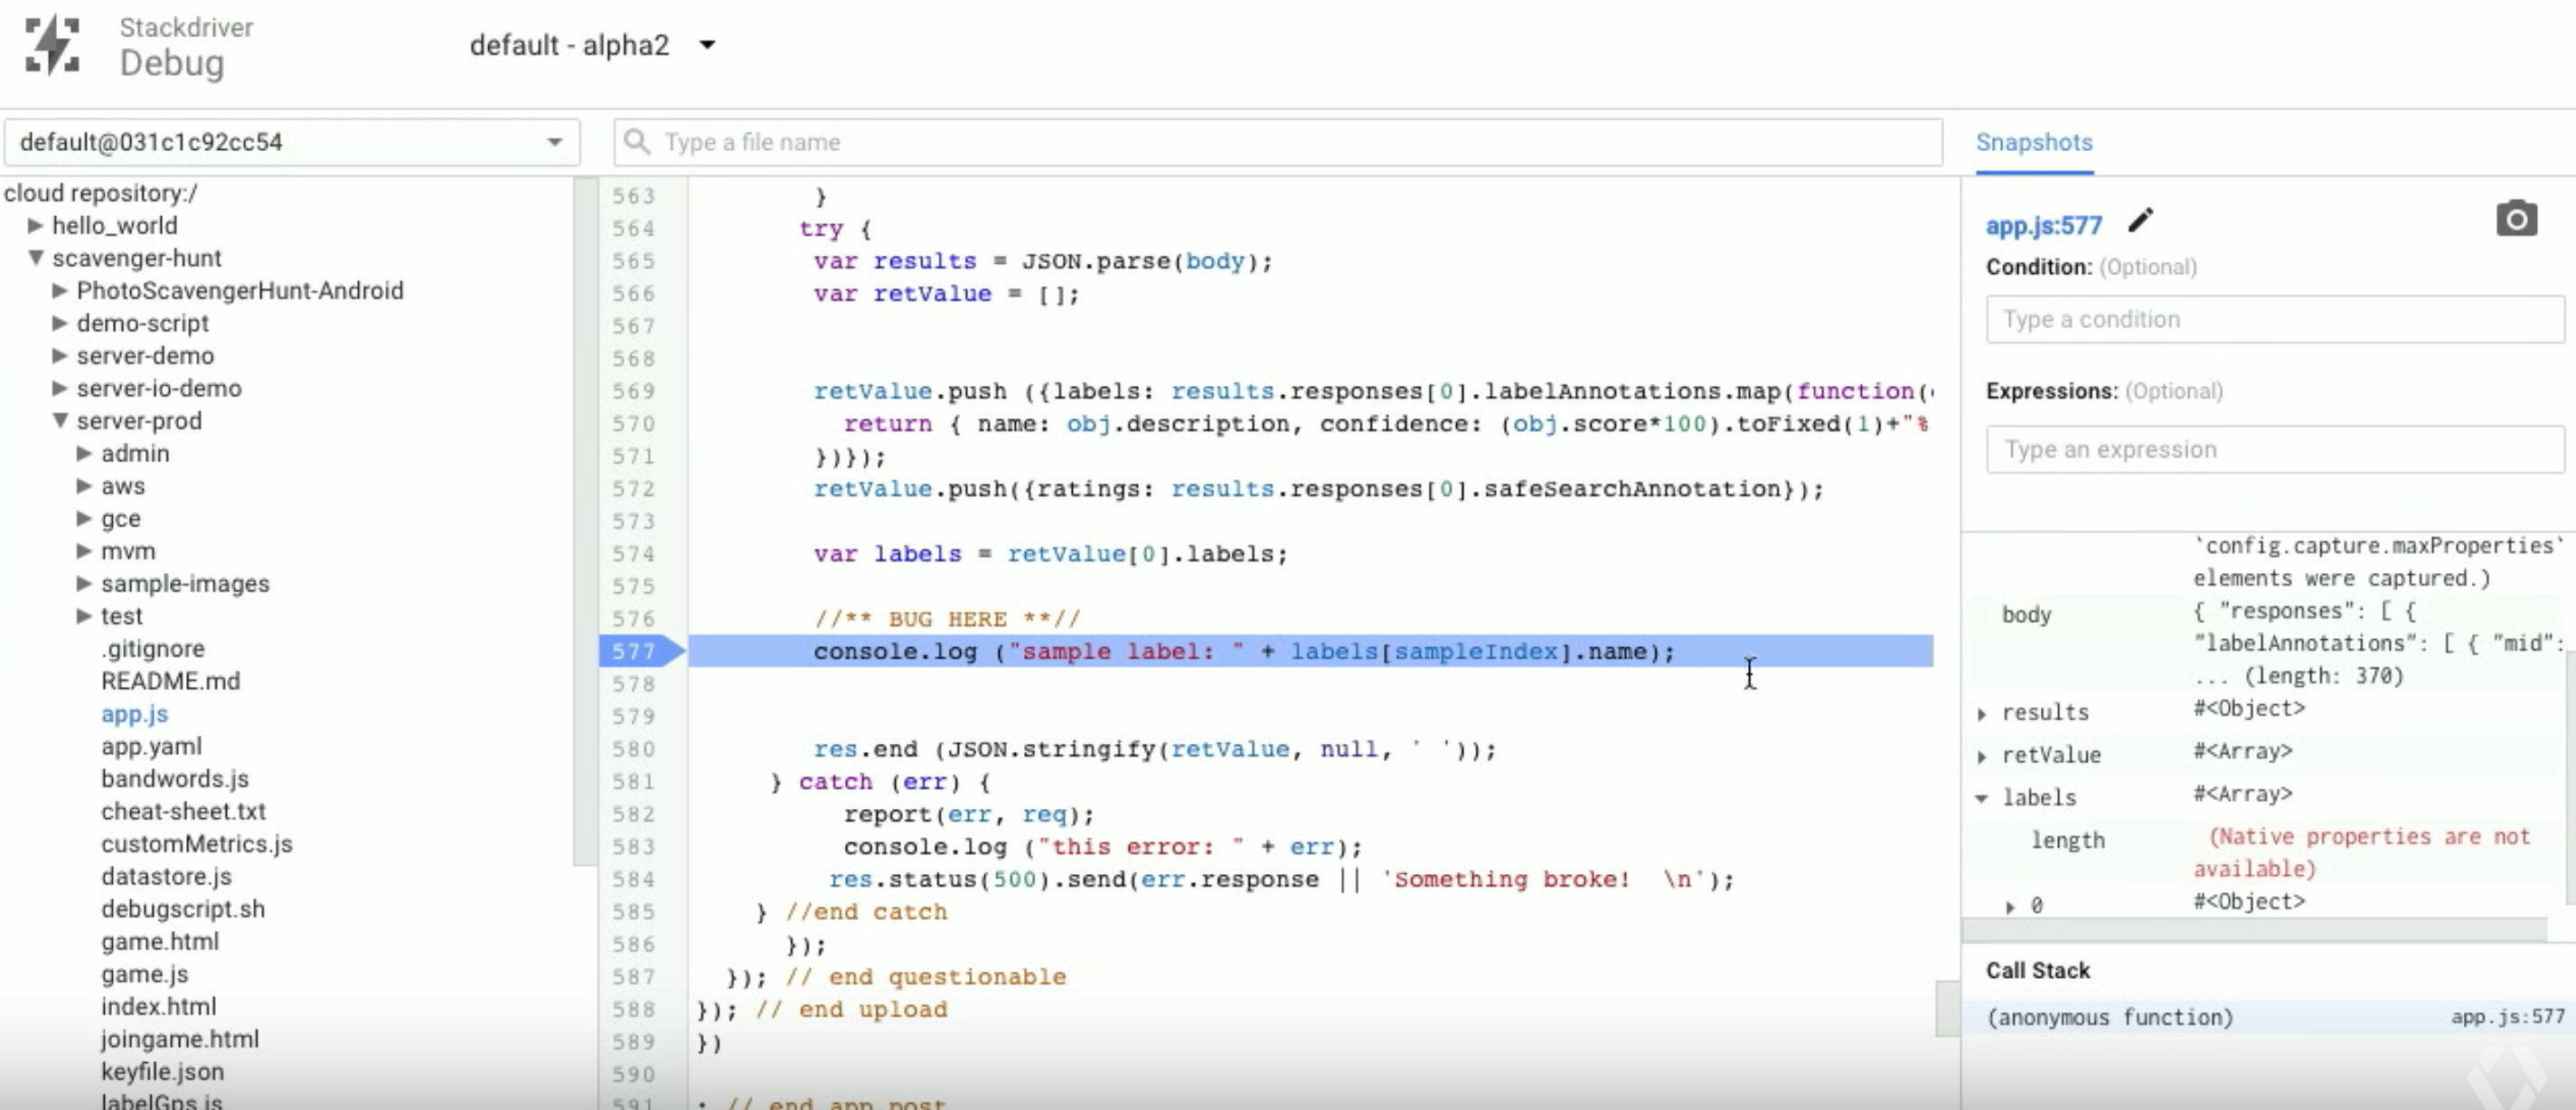 Stackdriver
Debug
default - alpha2
default@031c1c92cc54
Type a file name
Snapshots
cloud repository:/
hello_world
scavenger-hunt
PhotoScavengerHunt-Android
demo-script
server-demo
server-io-demo
server-prod
admin
aws
gce
mvm
sample-images
test
.gitignore
README.md
app.js
app.yaml
bandwords.js
cheat-sheet.txt
customMetrics.js
datastore.js
debugscript.sh
game.html
game.js
index.html
joingame.html
keyfile.json
labelGps.js
563 }
564 try {
565 var results = JSON.parse(body);
566 var retValue = [];
567
568
569 retValue.push ({labels: results.responses[0].labelAnnotations.map(function(
570 return { name: obj.description, confidence: (obj.score*100).toFixed(1)+"%
571 })});
572 retValue.push({ratings: results.responses[0].safeSearchAnnotation});
573
574 var labels = retValue[0].labels;
575
576 //** BUG HERE **//
577 console.log ("sample label: " + labels[sampleIndex].name);
578
579
580 res.end (JSON.stringify(retValue, null, ' '));
581 } catch (err) {
582 report(err, req);
583 console.log ("this error: " + err);
584 res.status(500).send(err.response || 'Something broke!  \n');
585 } //end catch
586 });
587 }); // end questionable
588 }); // end upload
589 })
590
591 ; // end app post
app.js:577
Condition: (Optional)
Type a condition
Expressions: (Optional)
Type an expression
`config.capture.maxProperties`
elements were captured.)
body { "responses": [ {
"labelAnnotations": [ { "mid":
... (length: 370)
results #<Object>
retValue #<Array>
labels #<Array>
length (Native properties are not
available)
0 #<Object>
Call Stack
(anonymous function) app.js:577